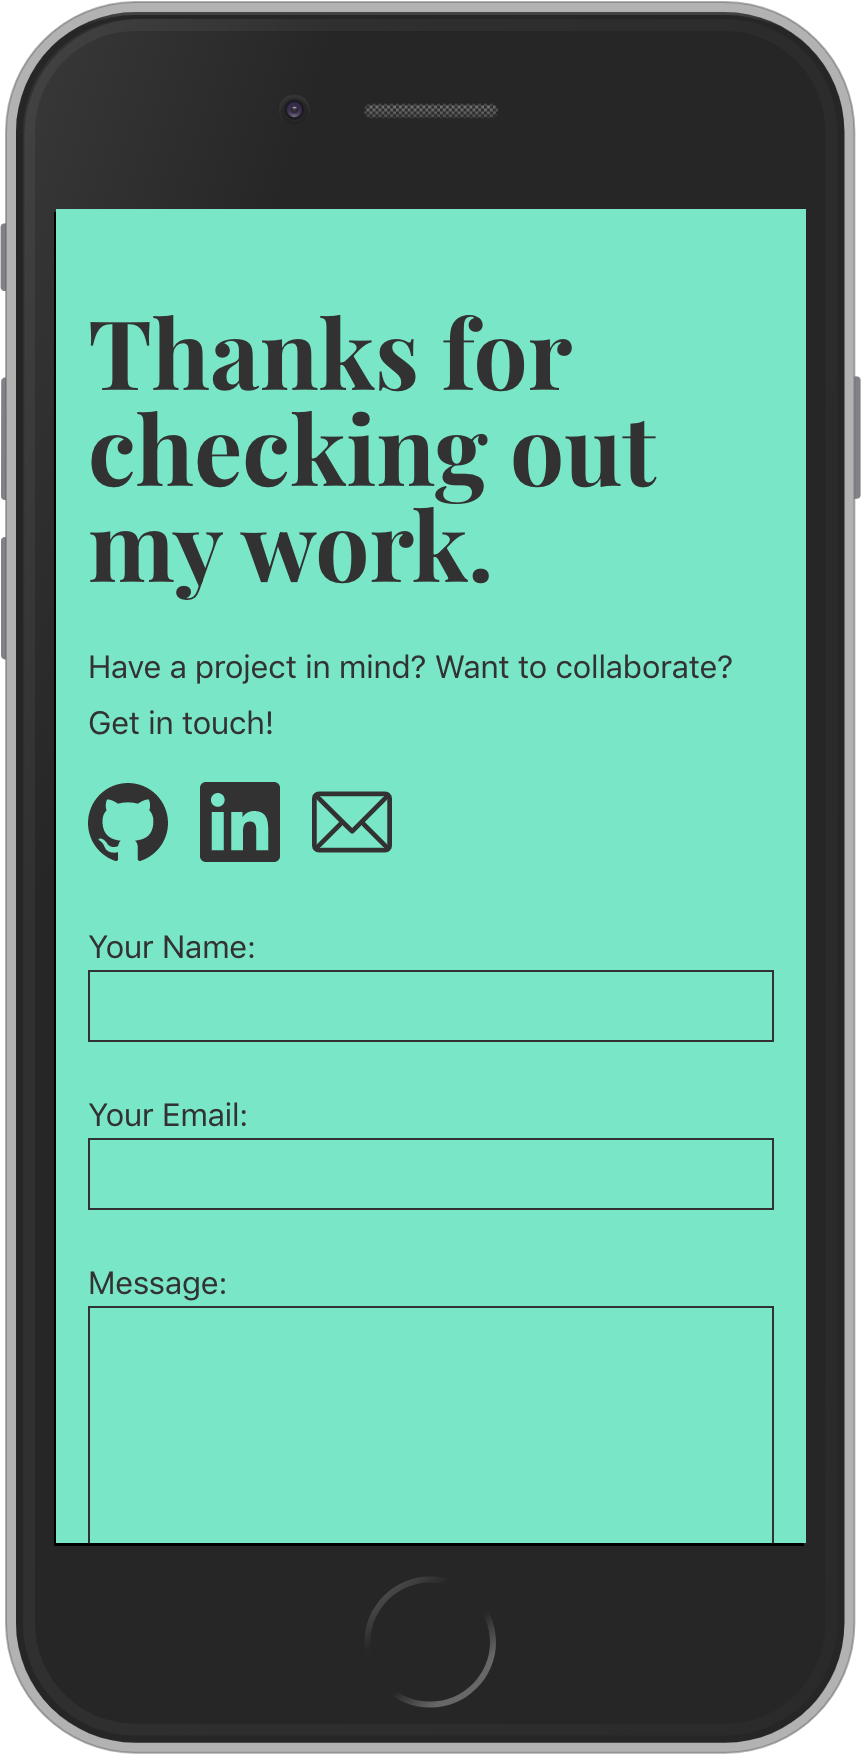 Thanks for
checking out
my work.
Have a project in mind? Want to collaborate?
Get in touch!
in
Your Name:
Your Email:
Message: